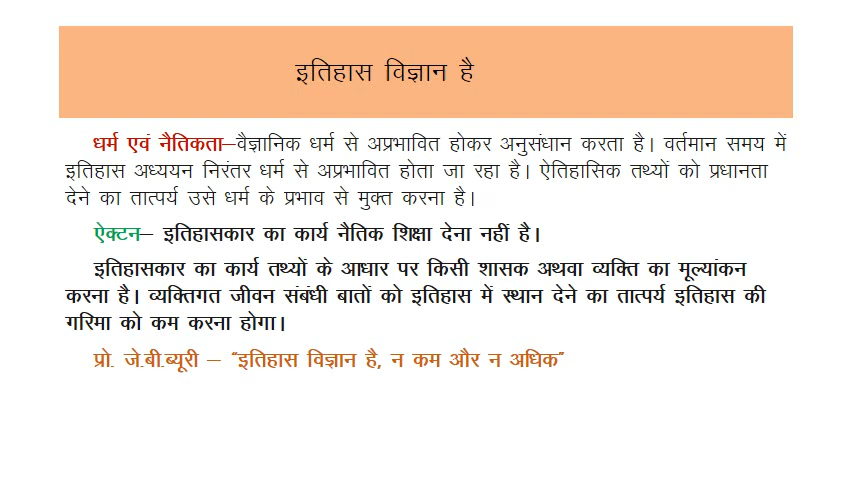 इतिहास विज्ञान है
धर्म एवं नैतिकता–वैज्ञानिक धर्म से अप्रभावित होकर अनुसंधान करता है। वर्तमान समय में
इतिहास अध्ययन निरंतर धर्म से अप्रभावित होता जा रहा है। ऐतिहासिक तथ्यों को प्रधानता
देने का तात्पर्य उसे धर्म के प्रभाव से मुक्त करना है।
ऐक्टन– इतिहासकार का कार्य नैतिक शिक्षा देना नहीं है।
इतिहासकार का कार्य तथ्यों के आधार पर किसी शासक अथवा व्यक्ति का मूल्यांकन
करना है। व्यक्तिगत जीवन संबंधी बातों को इतिहास में स्थान देने का तात्पर्य इतिहास की
गरिमा को कम करना होगा।
प्रो. जे.बी.ब्यूरी – “इतिहास विज्ञान है, न कम और न अधिक”